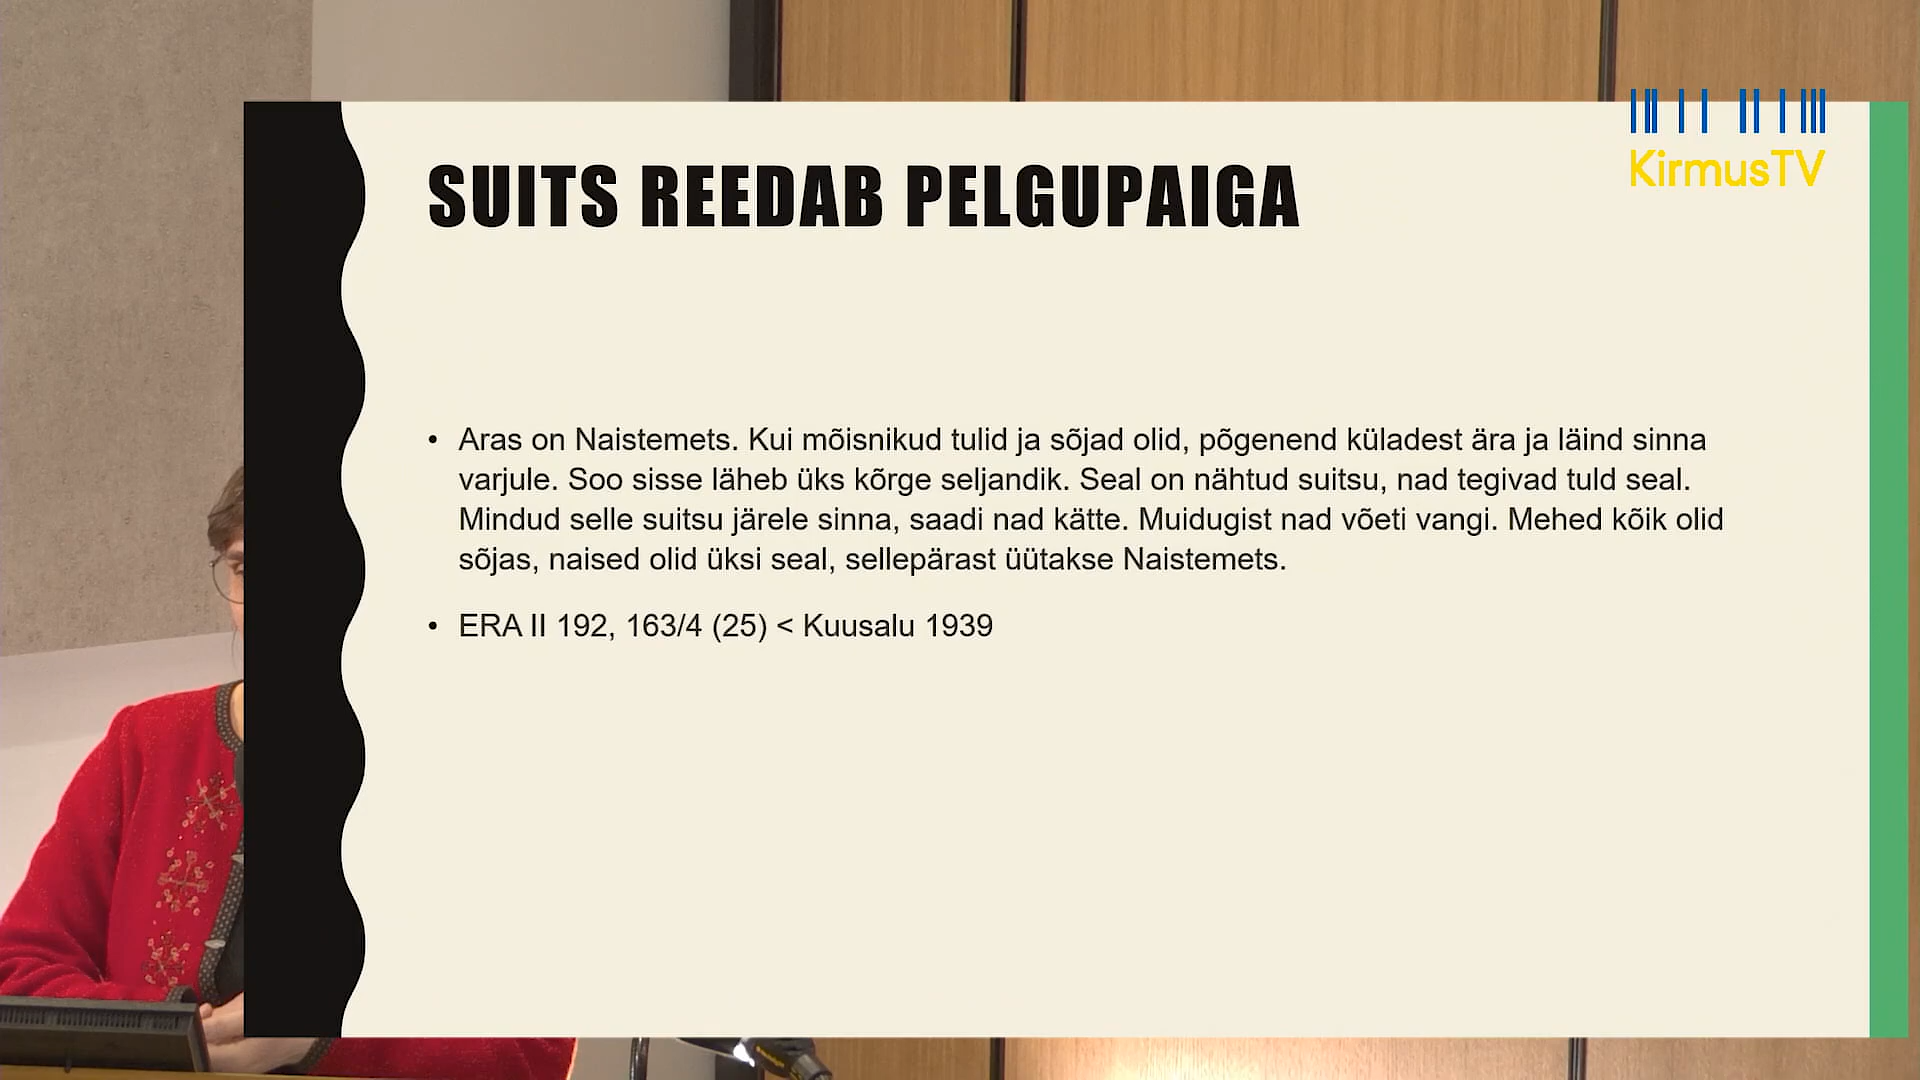 KirmusTV
SUITS REEDAB PELGUPAIGA
• Aras on Naistemets. Kui mõisnikud tulid ja sõjad olid, põgenend küladest ära ja läind sinna
varjule. Soo sisse läheb üks kõrge seljandik. Seal on nähtud suitsu, nad tegivad tuld seal.
Mindud selle suitsu järele sinna, saadi nad kätte. Muidugist nad võeti vangi. Mehed kõik olid
sõjas, naised olid üksi seal, sellepärast üütakse Naistemets.
• ERA II 192, 163/4 (25) < Kuusalu 1939